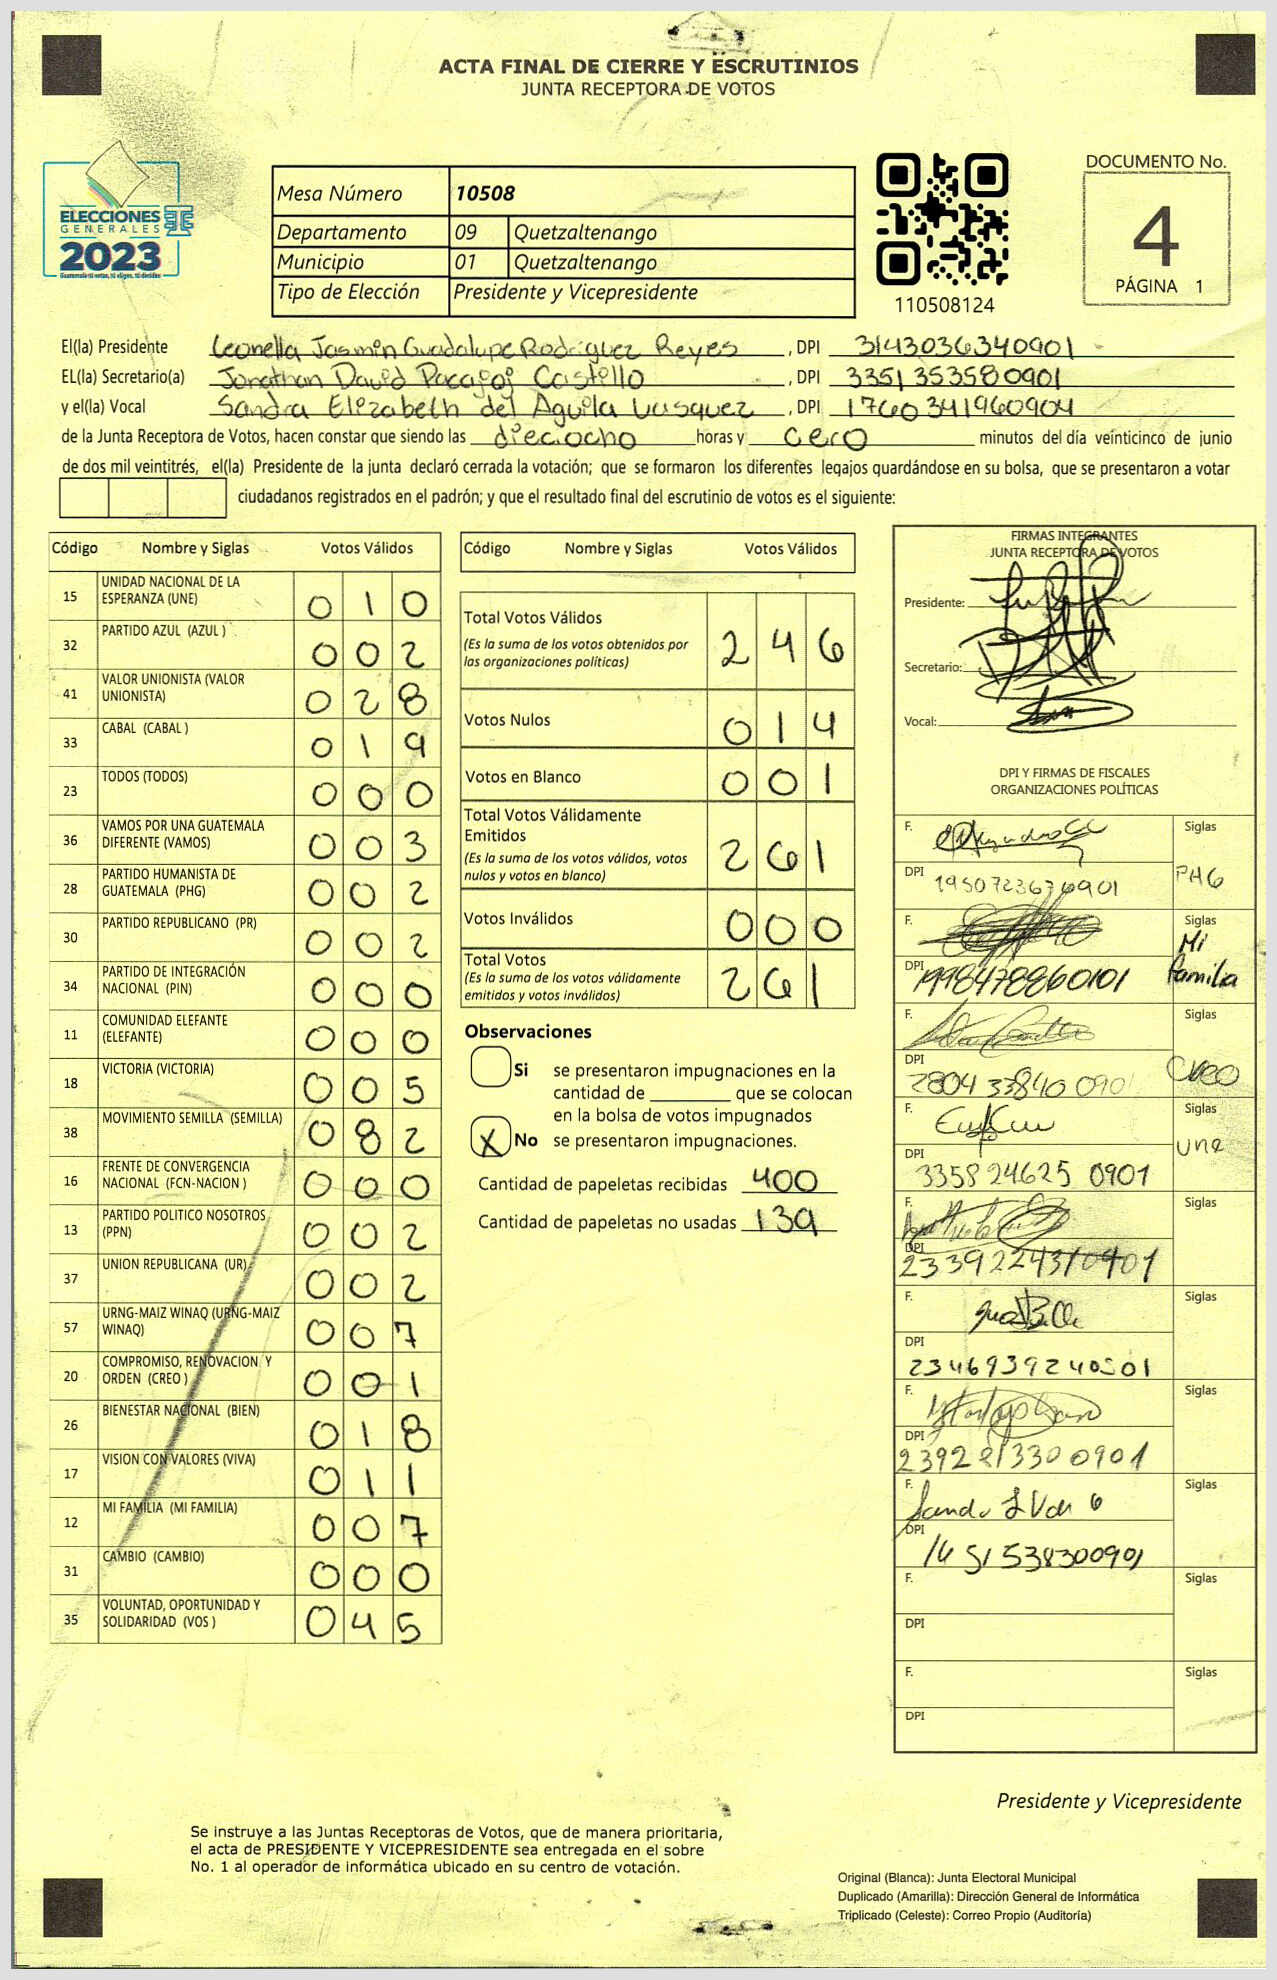 ACTA FINAL DE CIERRE Y ESCRUTINIOS
JUNTA RECEPTORA DE VOTOS
ELECCIONES
GENERALES
2023
Mesa Número 10508
Departamento 09 Quetzaltenango
Municipio 01 Quetzaltenango
Tipo de Elección Presidente y Vicepresidente
110508124
DOCUMENTO No.
4
PÁGINA 1
El(la) Presidente Leonella Jasmin Guadalupe Rodriguez Reyes , DPI 3143036340901
EL(la) Secretario(a) Jonathan David Pacajoj Castello , DPI 3351353580901
y el(la) Vocal Sandra Elizabeth del Aguila Vasquez , DPI 1760341960904
de la Junta Receptora de Votos, hacen constar que siendo las dieciocho horas y cero minutos del día veinticinco de junio
de dos mil veintitrés, el(la) Presidente de la junta declaró cerrada la votación; que se formaron los diferentes legajos guardándose en su bolsa, que se presentaron a votar
ciudadanos registrados en el padrón; y que el resultado final del escrutinio de votos es el siguiente:
Código Nombre y Siglas Votos Válidos
15 UNIDAD NACIONAL DE LA ESPERANZA (UNE) 0 1 0
32 PARTIDO AZUL (AZUL ) 0 0 2
41 VALOR UNIONISTA (VALOR UNIONISTA) 0 2 8
33 CABAL (CABAL ) 0 1 9
23 TODOS (TODOS) 0 0 0
36 VAMOS POR UNA GUATEMALA DIFERENTE (VAMOS) 0 0 3
28 PARTIDO HUMANISTA DE GUATEMALA (PHG) 0 0 2
30 PARTIDO REPUBLICANO (PR) 0 0 2
34 PARTIDO DE INTEGRACIÓN NACIONAL (PIN) 0 0 0
11 COMUNIDAD ELEFANTE (ELEFANTE) 0 0 0
18 VICTORIA (VICTORIA) 0 0 5
38 MOVIMIENTO SEMILLA (SEMILLA) 0 8 2
16 FRENTE DE CONVERGENCIA NACIONAL (FCN-NACION ) 0 0 0
13 PARTIDO POLITICO NOSOTROS (PPN) 0 0 2
37 UNION REPUBLICANA (UR) 0 0 2
57 URNG-MAIZ WINAQ (URNG-MAIZ WINAQ) 0 0 7
20 COMPROMISO, RENOVACION Y ORDEN (CREO ) 0 0 1
26 BIENESTAR NACIONAL (BIEN) 0 1 8
17 VISION CON VALORES (VIVA) 0 1 1
12 MI FAMILIA (MI FAMILIA) 0 0 7
31 CAMBIO (CAMBIO) 0 0 0
35 VOLUNTAD, OPORTUNIDAD Y SOLIDARIDAD (VOS ) 0 4 5
Código Nombre y Siglas Votos Válidos
Total Votos Válidos 2 4 6
(Es la suma de los votos obtenidos por
las organizaciones políticas)
Votos Nulos 0 1 4
Votos en Blanco 0 0 1
Total Votos Válidamente
Emitidos 2 6 1
(Es la suma de los votos válidos, votos
nulos y votos en blanco)
Votos Inválidos 0 0 0
Total Votos 2 6 1
(Es la suma de los votos válidamente
emitidos y votos inválidos)
Observaciones
Si se presentaron impugnaciones en la
cantidad de ________ que se colocan
en la bolsa de votos impugnados
X No se presentaron impugnaciones.
Cantidad de papeletas recibidas 400
Cantidad de papeletas no usadas 139
FIRMAS INTEGRANTES
JUNTA RECEPTORA DE VOTOS
Presidente:
Secretario:
Vocal:
DPI Y FIRMAS DE FISCALES
ORGANIZACIONES POLÍTICAS
F. Siglas
DPI 1950723676901 PHG
F. Siglas
DPI 1998478860101 Mi familia
F. Siglas
DPI 2804 33840 090 Creo
F. Siglas
DPI 3358 24625 0901 une
F. Siglas
DPI 2339224310901
F. Siglas
DPI 2346939240901
F. Siglas
DPI 2392 21330 0901
F. Siglas
DPI 1451538300901
F. Siglas
DPI
F. Siglas
DPI
Presidente y Vicepresidente
Se instruye a las Juntas Receptoras de Votos, que de manera prioritaria,
el acta de PRESIDENTE Y VICEPRESIDENTE sea entregada en el sobre
No. 1 al operador de informática ubicado en su centro de votación.
Original (Blanca): Junta Electoral Municipal
Duplicado (Amarilla): Dirección General de Informática
Triplicado (Celeste): Correo Propio (Auditoría)